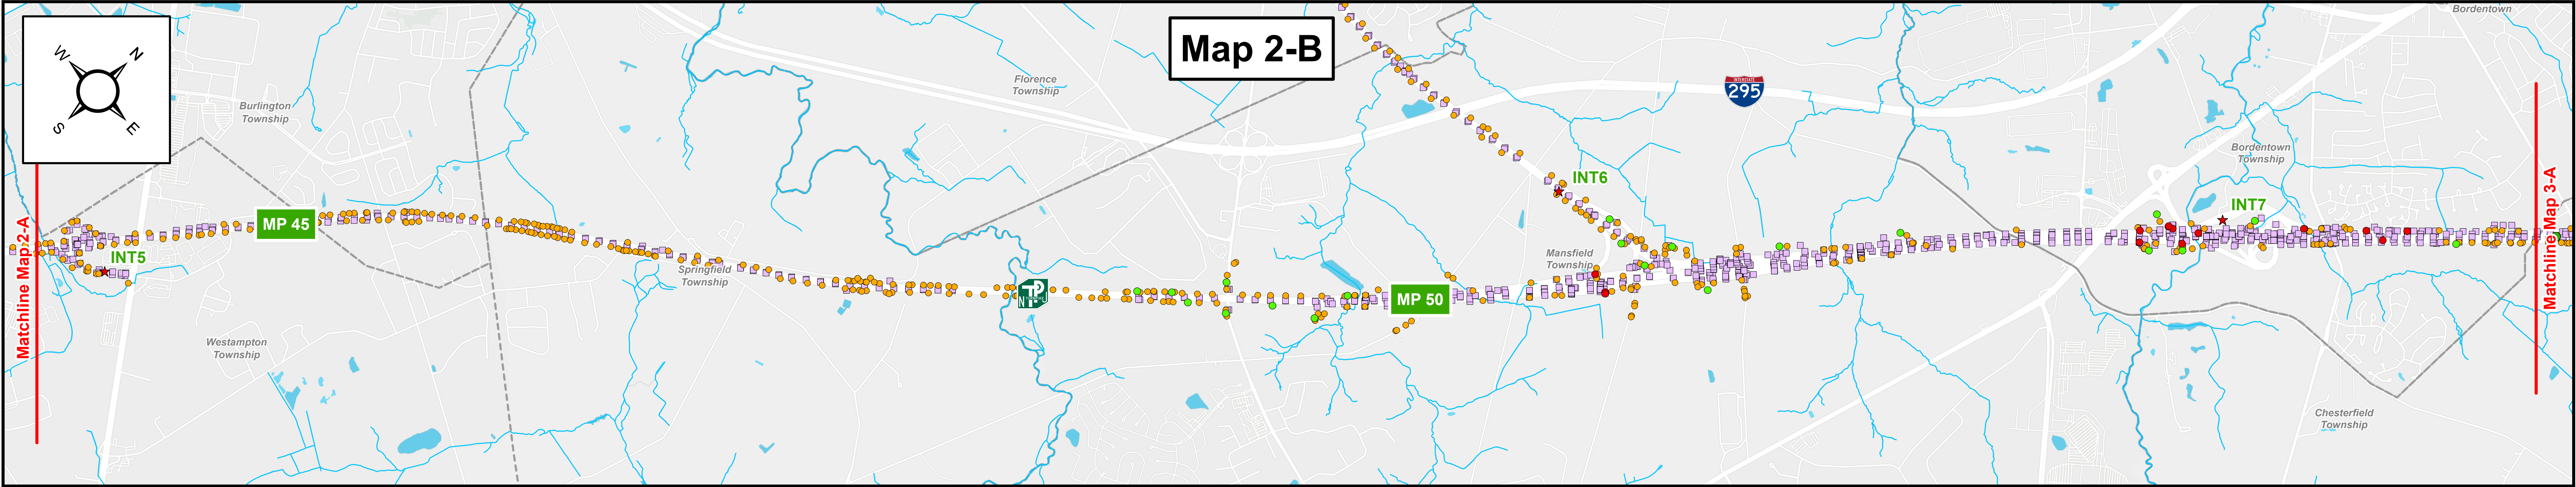 Map 2-B
W
N
S
E
Bordentown
Florence
Township
INTERSTATE
295
Burlington
Township
Bordentown
Township
INT6
INT7
MP 45
INT5
Mansfield
Township
Springfield
Township
N TP U
MP 50
Matchline Map 2-A
Matchline Map 3-A
Westampton
Township
Chesterfield
Township